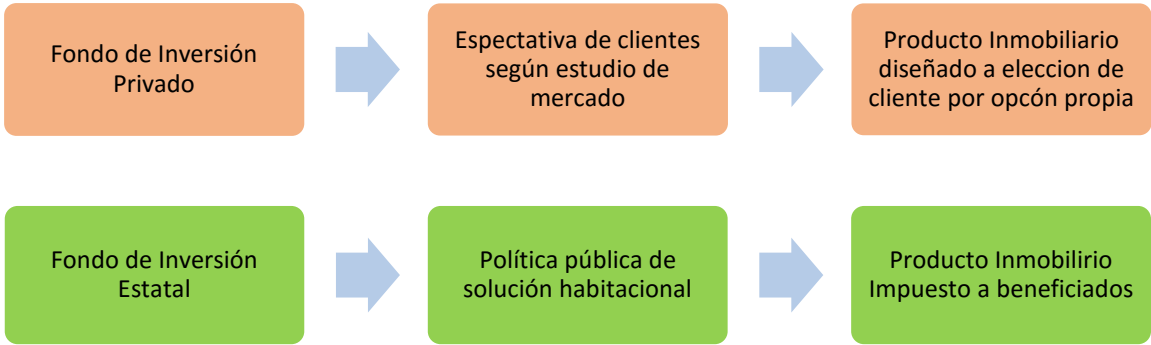 Fondo de Inversión
Privado
Espectativa de clientes
según estudio de
mercado
Producto Inmobiliario
diseñado a eleccion de
cliente por opcón propia
Fondo de Inversión
Estatal
Política pública de
solución habitacional
Producto Inmobilirio
Impuesto a beneficiados